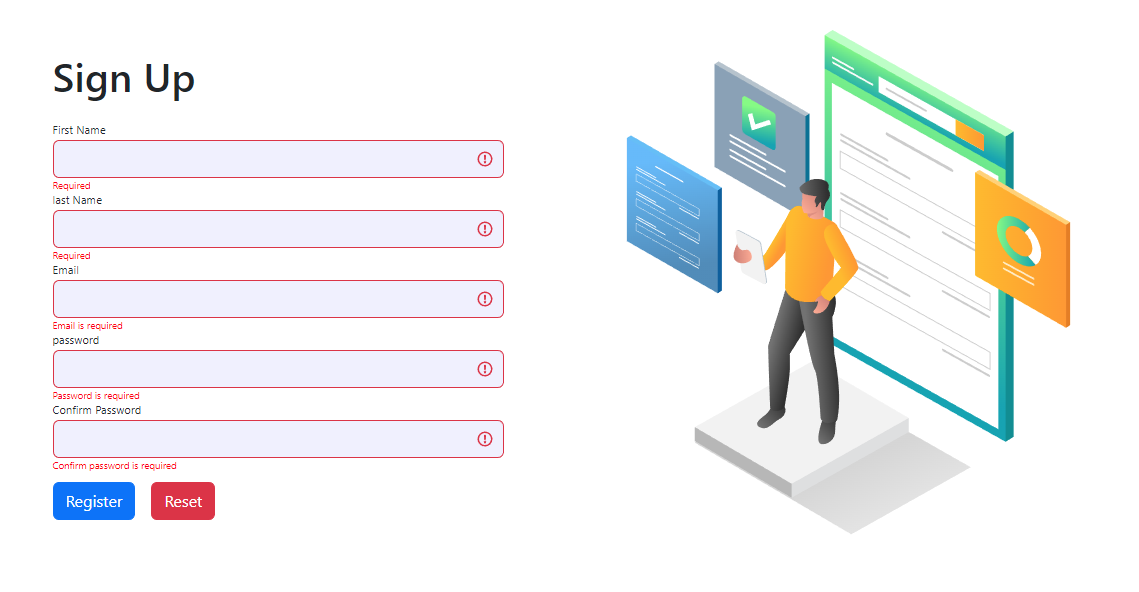 Sign Up
First Name
Required
last Name
Required
Email
Email is required
password
Password is required
Confirm Password
Confirm password is required
Register Reset